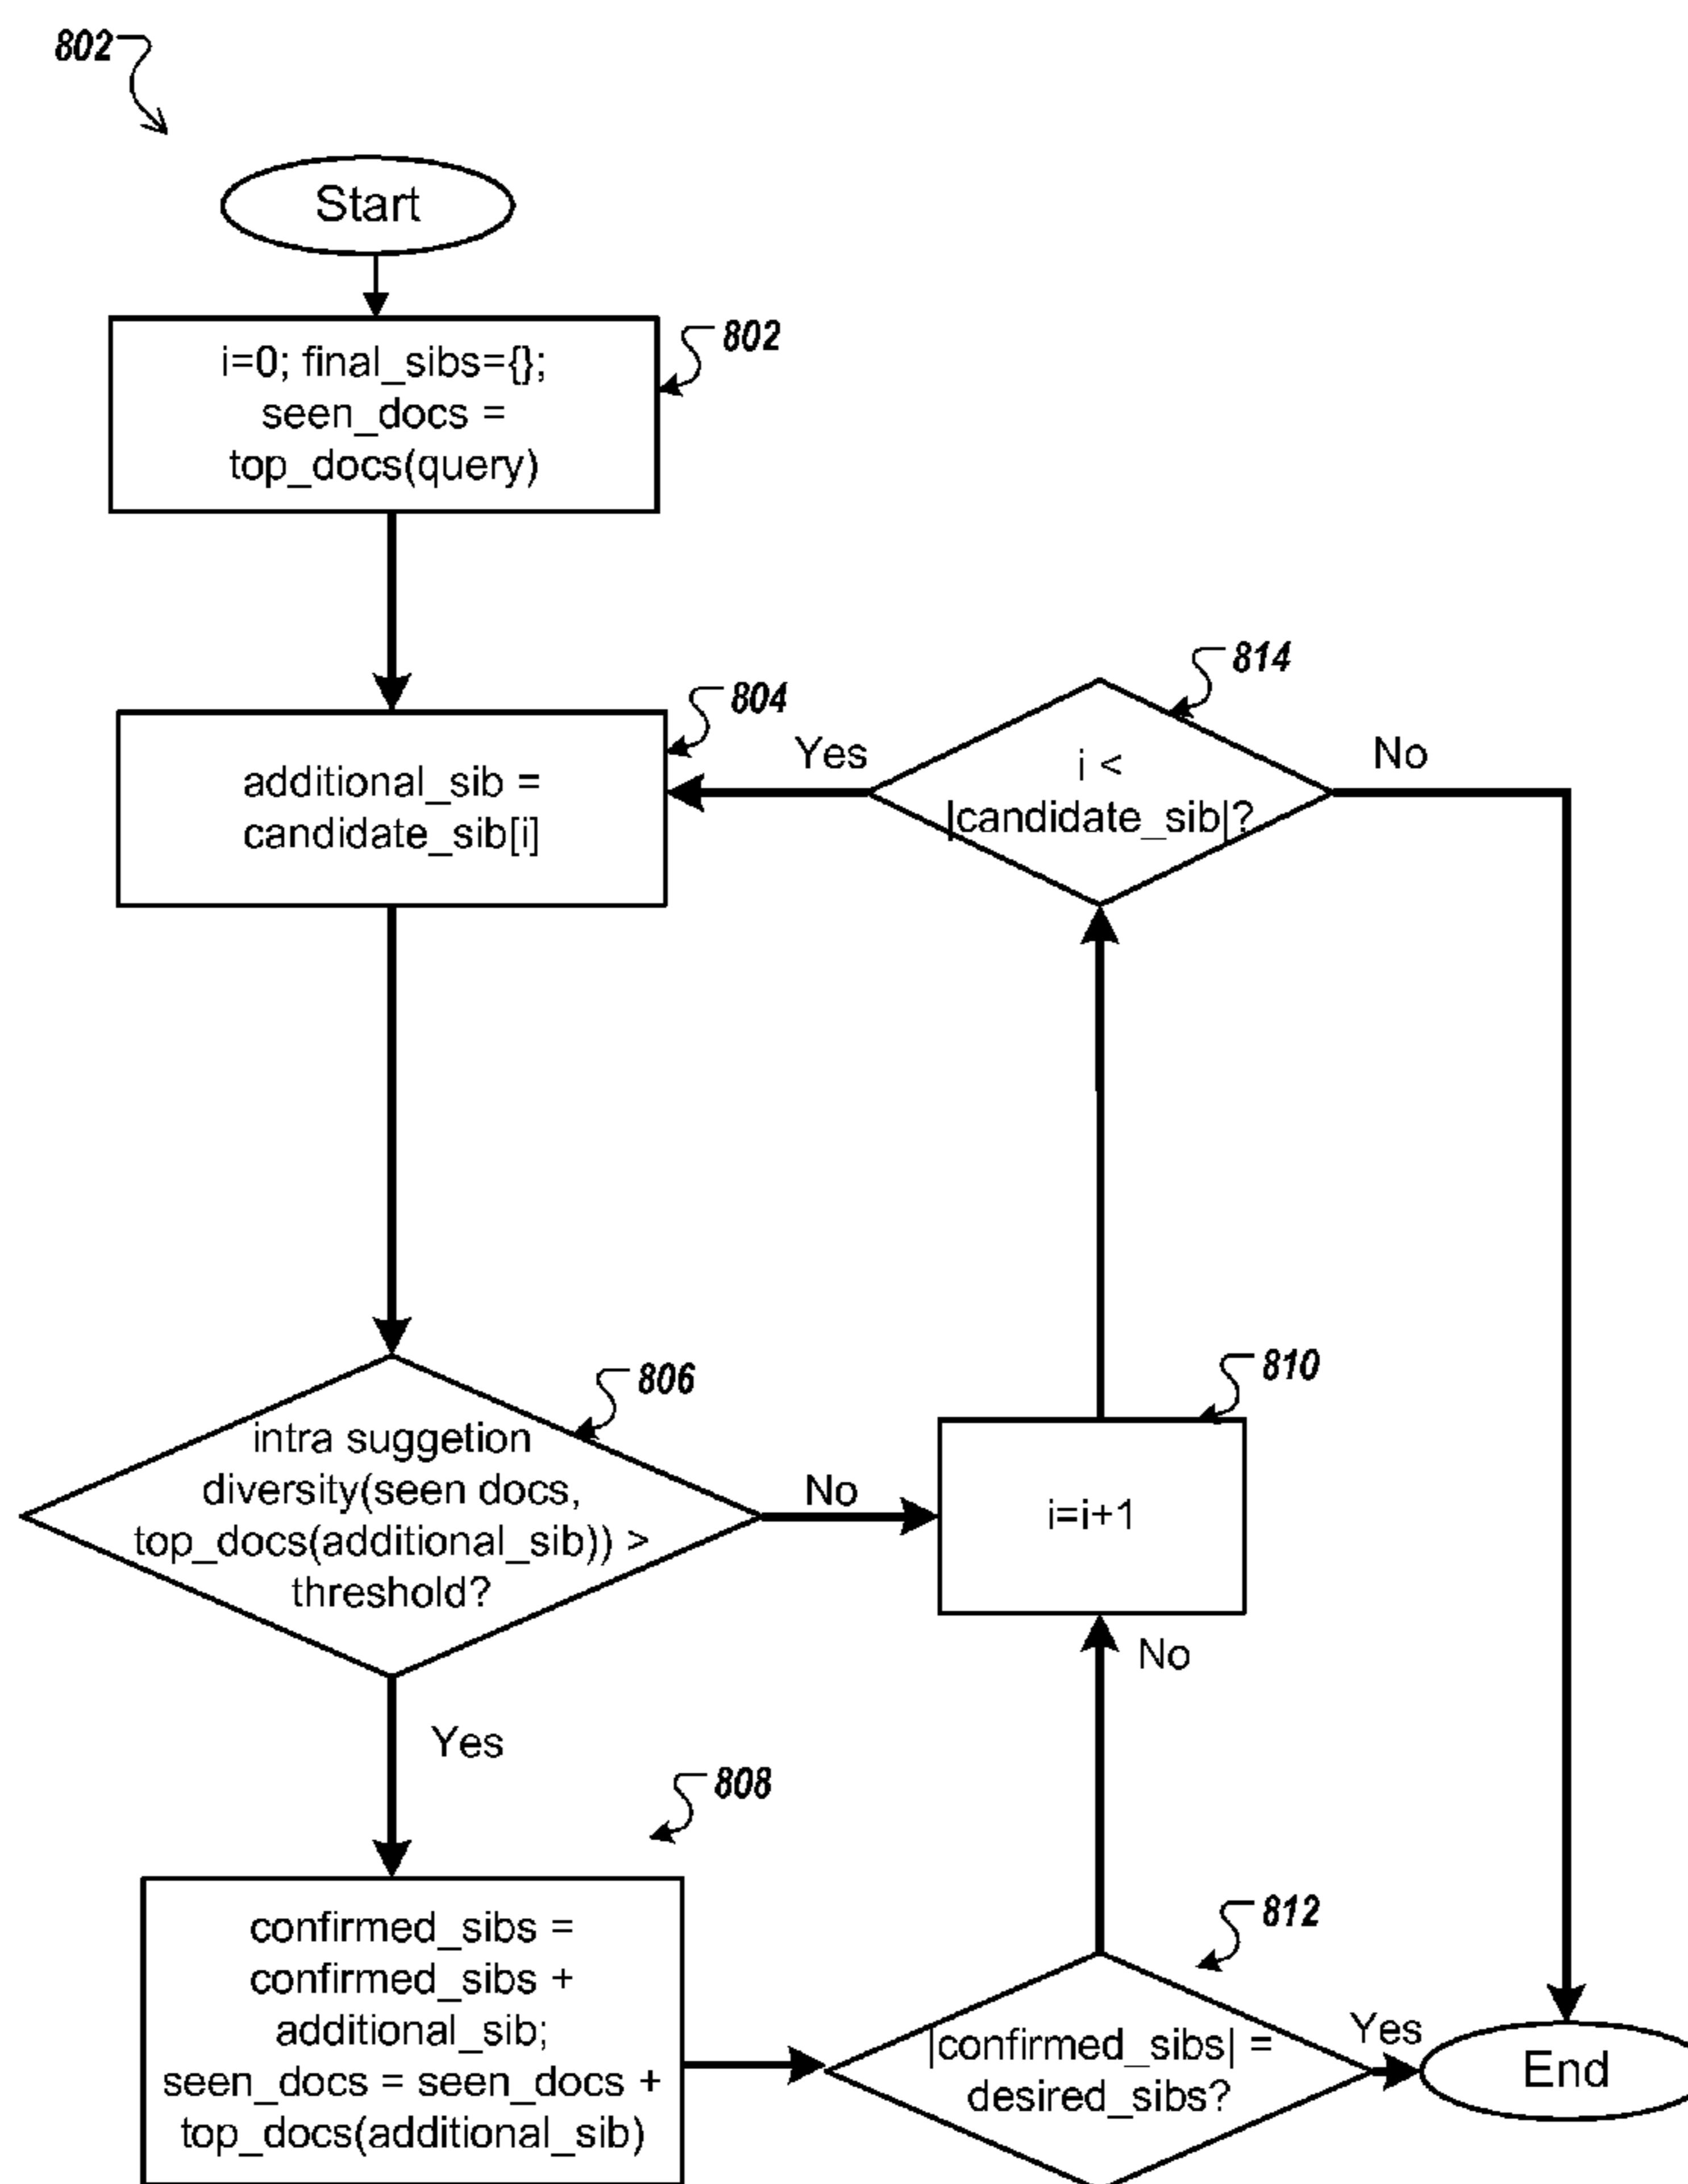 802
Start
i=0; final_sibs={};
seen_docs =
top_docs(query)
802
additional_sib =
candidate_sib[i]
804
Yes
i <
|candidate_sib|?
814
No
intra suggetion
diversity(seen docs,
top_docs(additional_sib)) >
threshold?
806
No
i=i+1
810
Yes
No
confirmed_sibs =
confirmed_sibs +
additional_sib;
seen_docs = seen_docs +
top_docs(additional_sib)
808
|confirmed_sibs| =
desired_sibs?
812
Yes
End